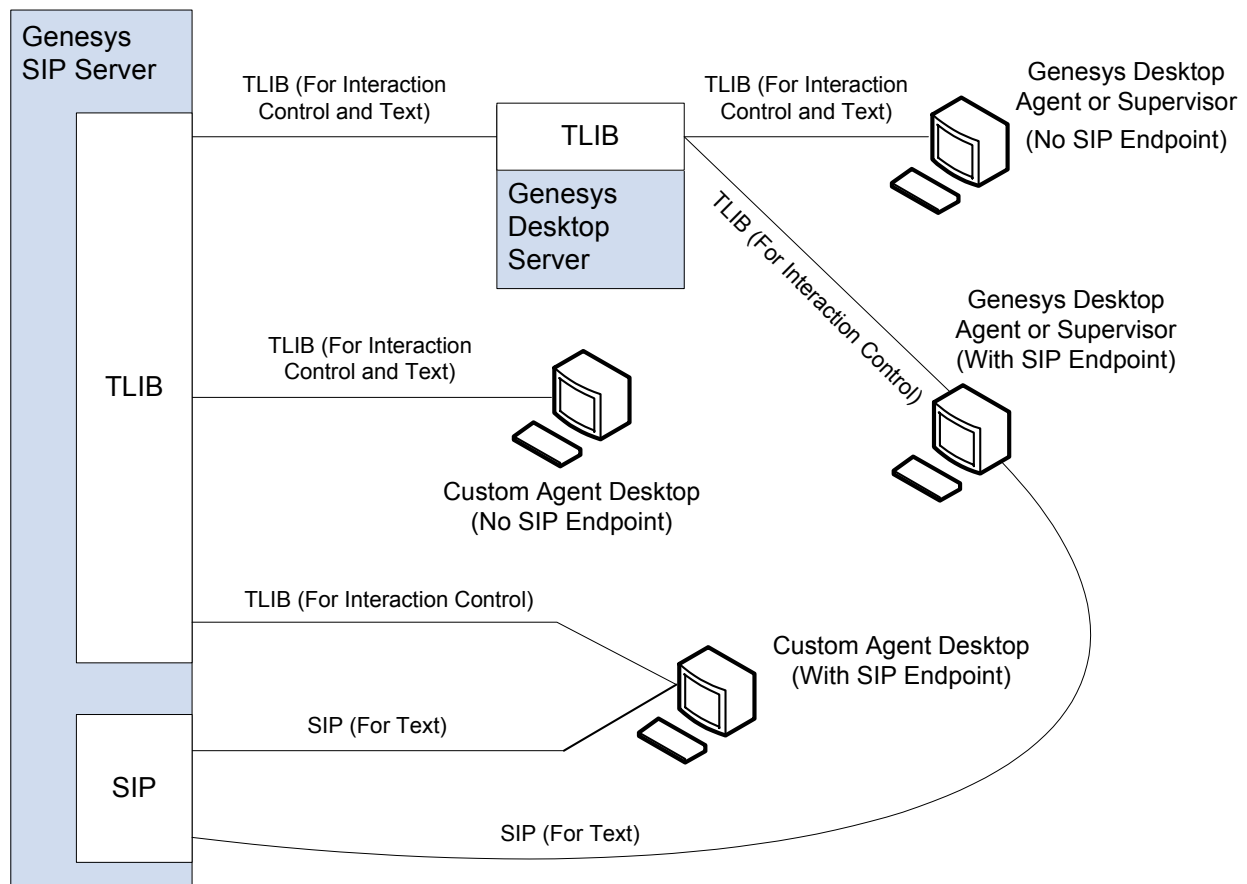 Genesys
SIP Server
TLIB (For Interaction
Control and Text)
TLIB (For Interaction
Control and Text)
Genesys Desktop
Agent or Supervisor
(No SIP Endpoint)
TLIB
Genesys
Desktop
Server
TLIB (For Interaction Control)
Genesys Desktop
Agent or Supervisor
(With SIP Endpoint)
TLIB (For Interaction
Control and Text)
TLIB
Custom Agent Desktop
(No SIP Endpoint)
TLIB (For Interaction Control)
Custom Agent Desktop
(With SIP Endpoint)
SIP (For Text)
SIP
SIP (For Text)